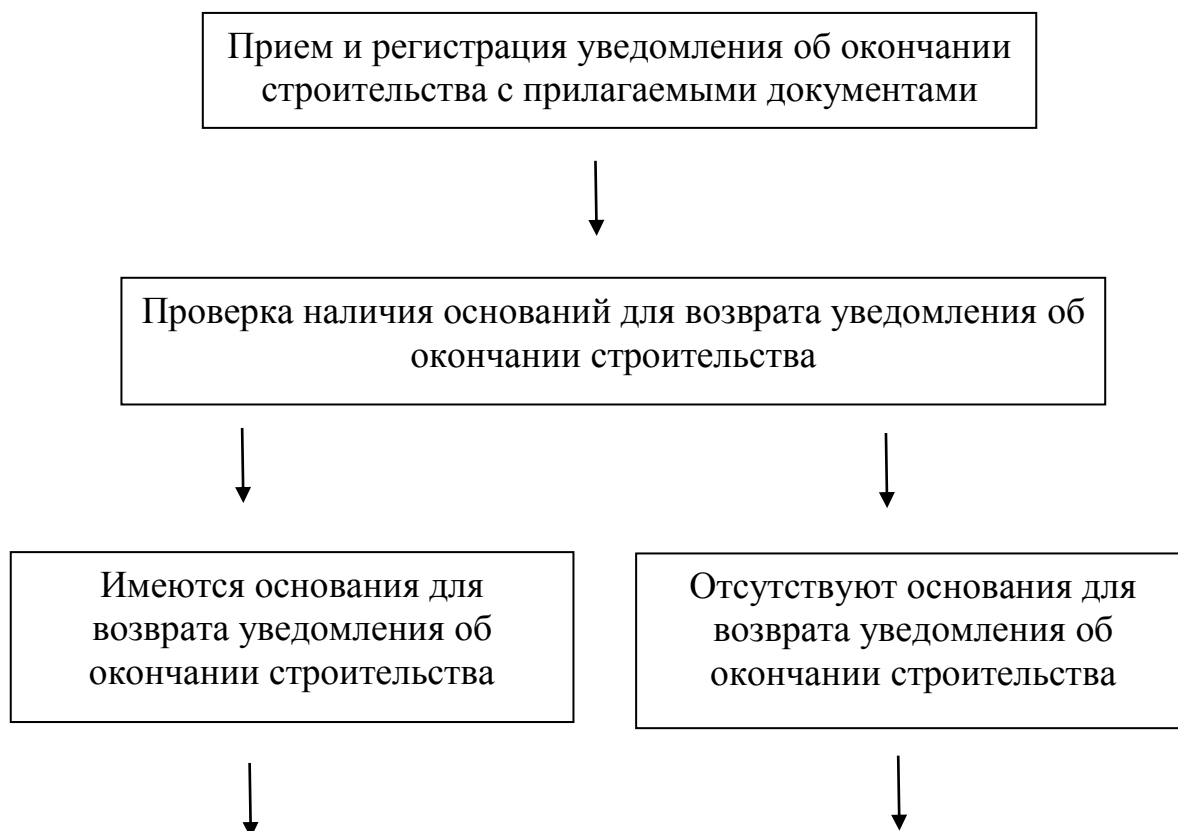 Прием и регистрация уведомления об окончании
строительства с прилагаемыми документами
Проверка наличия оснований для возврата уведомления об
окончании строительства
Имеются основания для
возврата уведомления об
окончании строительства
Отсутствуют основания для
возврата уведомления об
окончании строительства